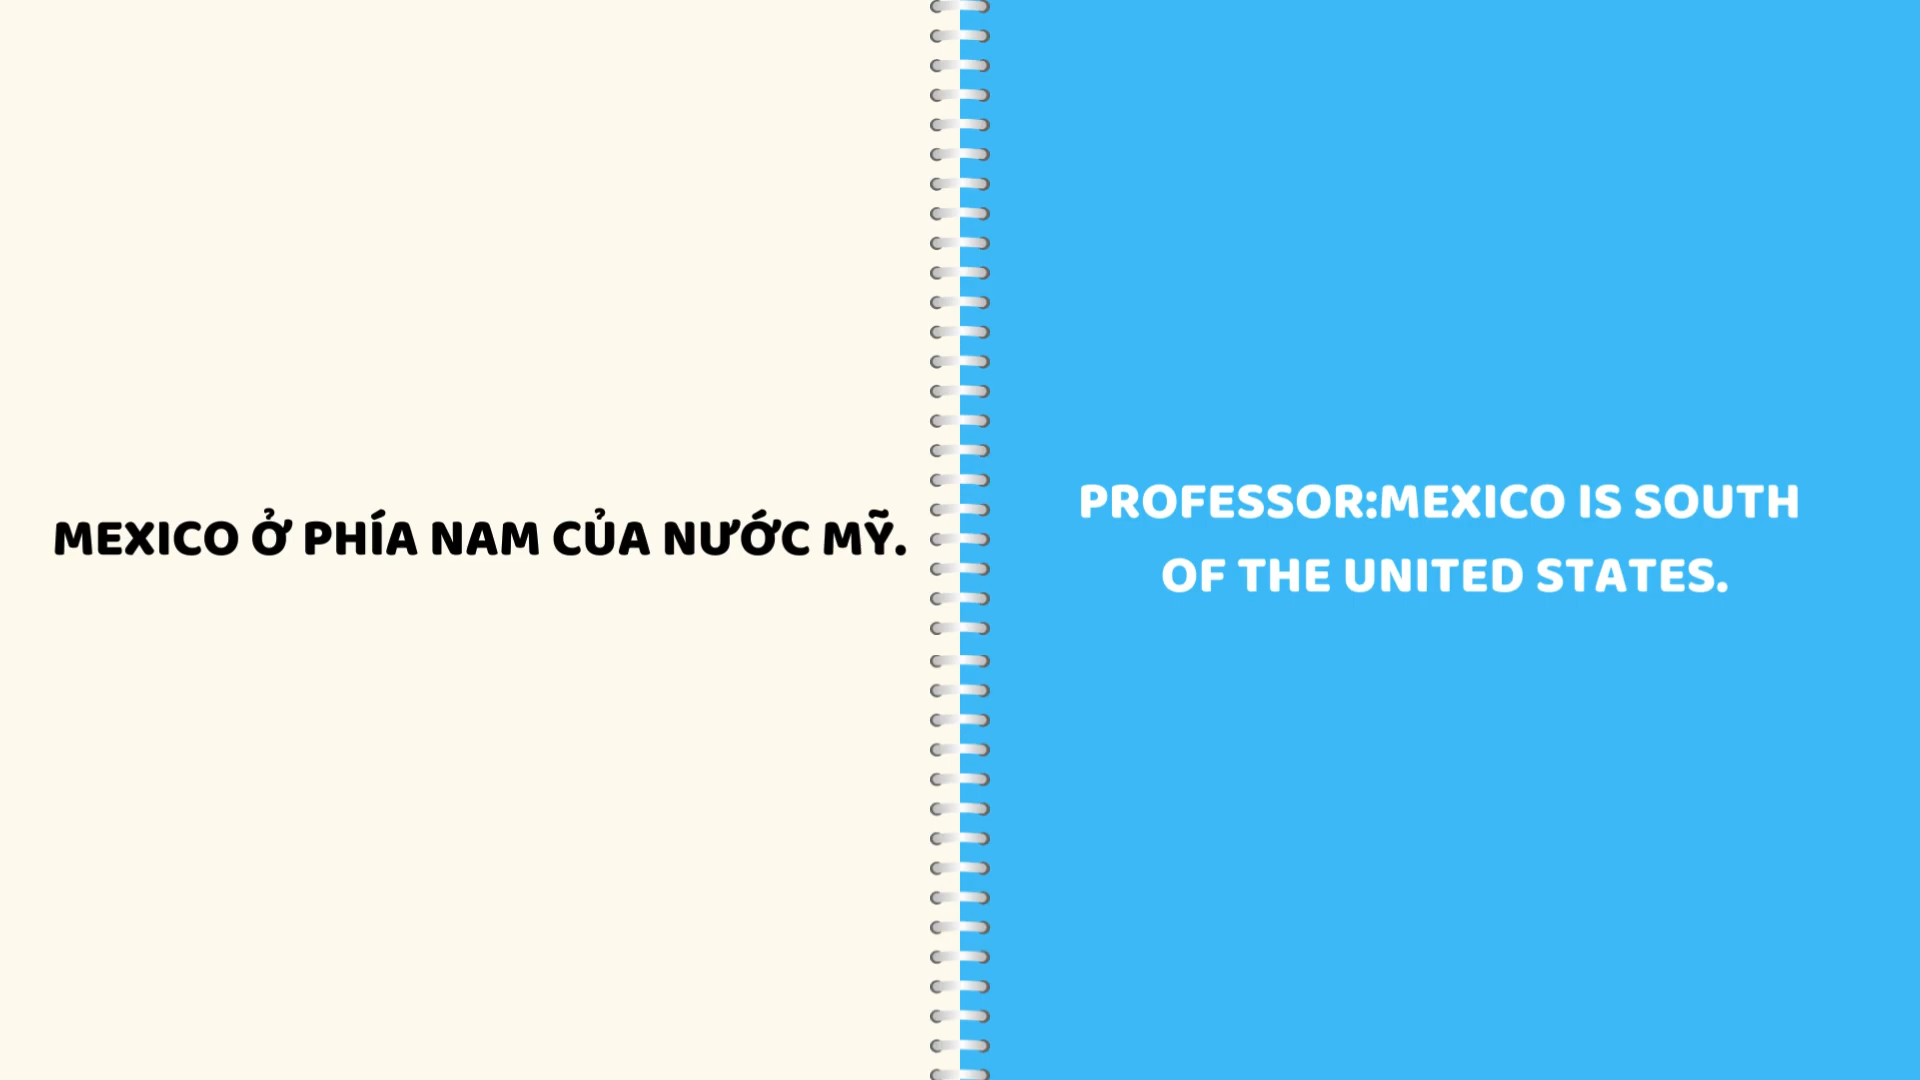 MEXICO Ở PHÍA NAM CỦA NƯỚC MỸ.
PROFESSOR:MEXICO IS SOUTH
OF THE UNITED STATES.